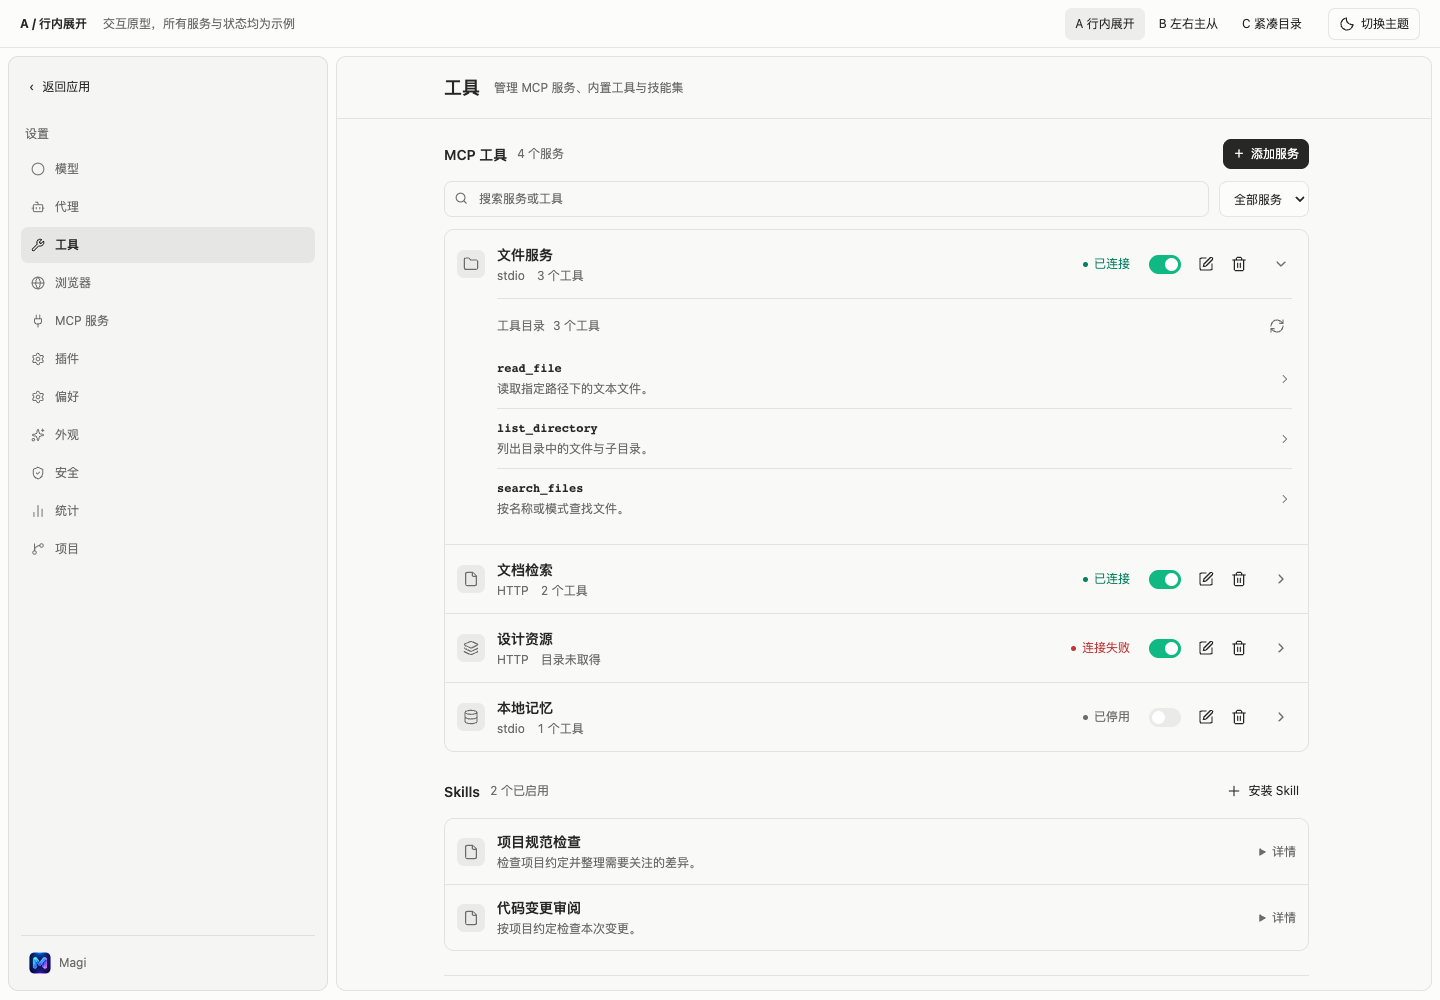 A / 行内展开 交互原型，所有服务与状态均为示例 A 行内展开 B 左右主从 C 紧凑目录 切换主题
‹ 返回应用
设置
模型
代理
工具
浏览器
MCP 服务
插件
偏好
外观
安全
统计
项目
Magi
工具 管理 MCP 服务、内置工具与技能集
MCP 工具 4 个服务 + 添加服务
搜索服务或工具 全部服务
文件服务
stdio 3 个工具
已连接
工具目录 3 个工具
read_file
读取指定路径下的文本文件。
list_directory
列出目录中的文件与子目录。
search_files
按名称或模式查找文件。
文档检索
HTTP 2 个工具
已连接
设计资源
HTTP 目录未取得
连接失败
本地记忆
stdio 1 个工具
已停用
Skills 2 个已启用 + 安装 Skill
项目规范检查
检查项目约定并整理需要关注的差异。
详情
代码变更审阅
按项目约定检查本次变更。
详情